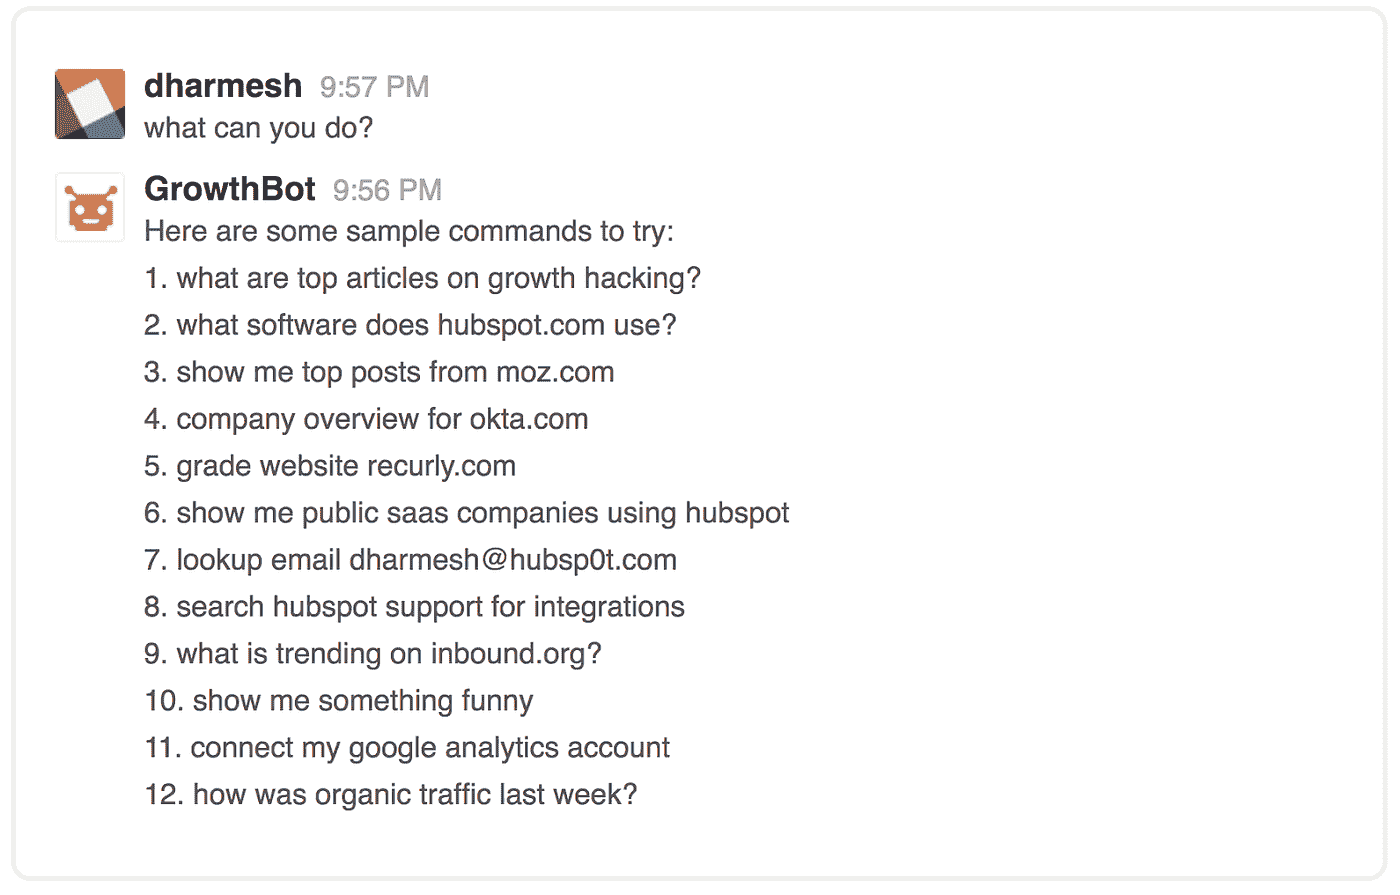 dharmesh 9:57 PM
what can you do?
GrowthBot 9:56 PM
Here are some sample commands to try:
1. what are top articles on growth hacking?
2. what software does hubspot.com use?
3. show me top posts from moz.com
4. company overview for okta.com
5. grade website recurly.com
6. show me public saas companies using hubspot
7. lookup email dharmesh@hubsp0t.com
8. search hubspot support for integrations
9. what is trending on inbound.org?
10. show me something funny
11. connect my google analytics account
12. how was organic traffic last week?